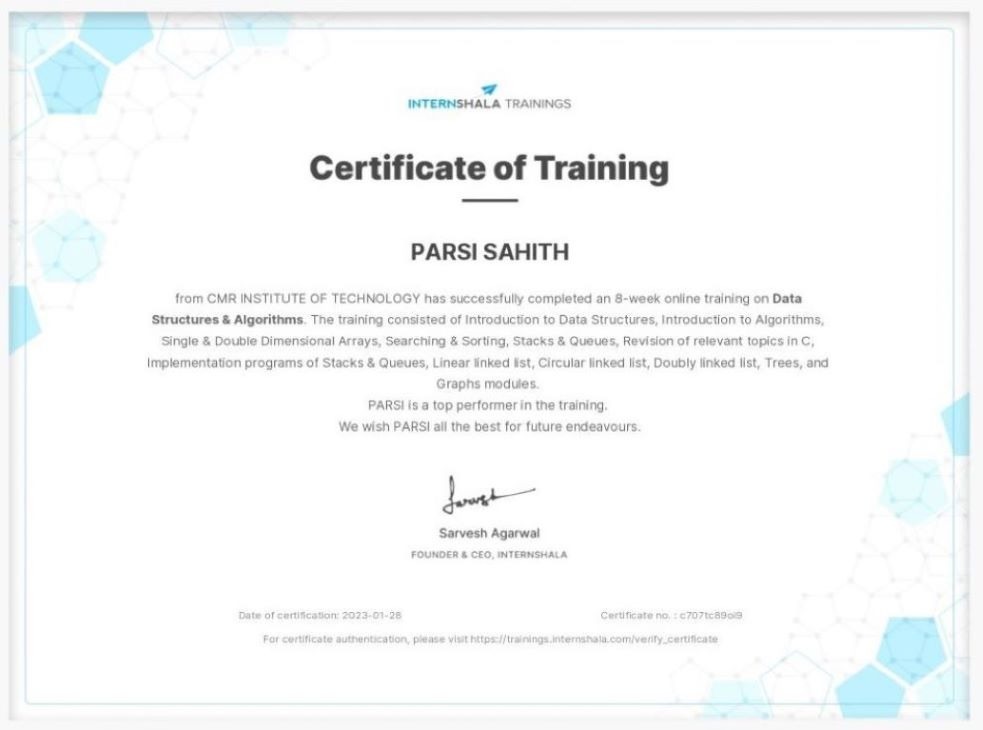 INTERNSHALA TRAININGS
Certificate of Training
PARSI SAHITH
from CMR INSTITUTE OF TECHNOLOGY has successfully completed an 8-week online training on Data
Structures & Algorithms. The training consisted of Introduction to Data Structures, Introduction to Algorithms,
Single & Double Dimensional Arrays, Searching & Sorting, Stacks & Queues, Revision of relevant topics in C,
Implementation programs of Stacks & Queues, Linear linked list, Circular linked list, Doubly linked list, Trees, and
Graphs modules.
PARSI is a top performer in the training.
We wish PARSI all the best for future endeavours.
Sarvesh
Sarvesh Agarwal
FOUNDER & CEO, INTERNSHALA
Date of certification: 2023-01-28
Certificate no. : c707tc89oi9
For certificate authentication, please visit https://trainings.internshala.com/verify_certificate